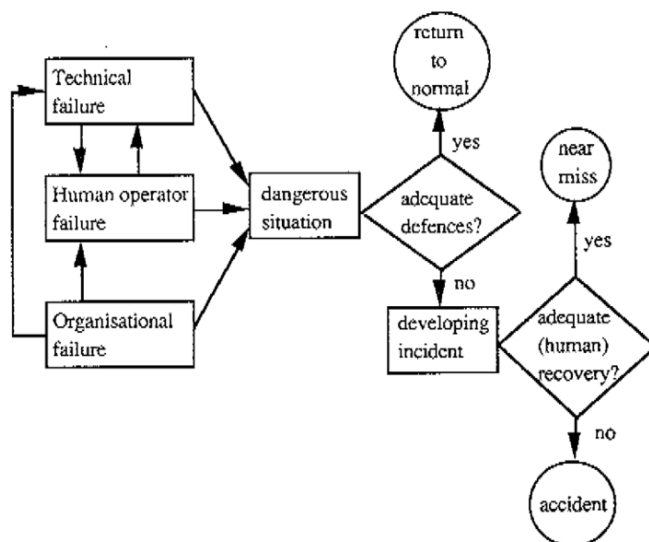 return
to
normal
Technical
failure
yes
near
miss
Human operator
failure
dangerous
situation
adequate
defences?
yes
no
Organisational
failure
developing
incident
adequate
(human)
recovery?
no
accident